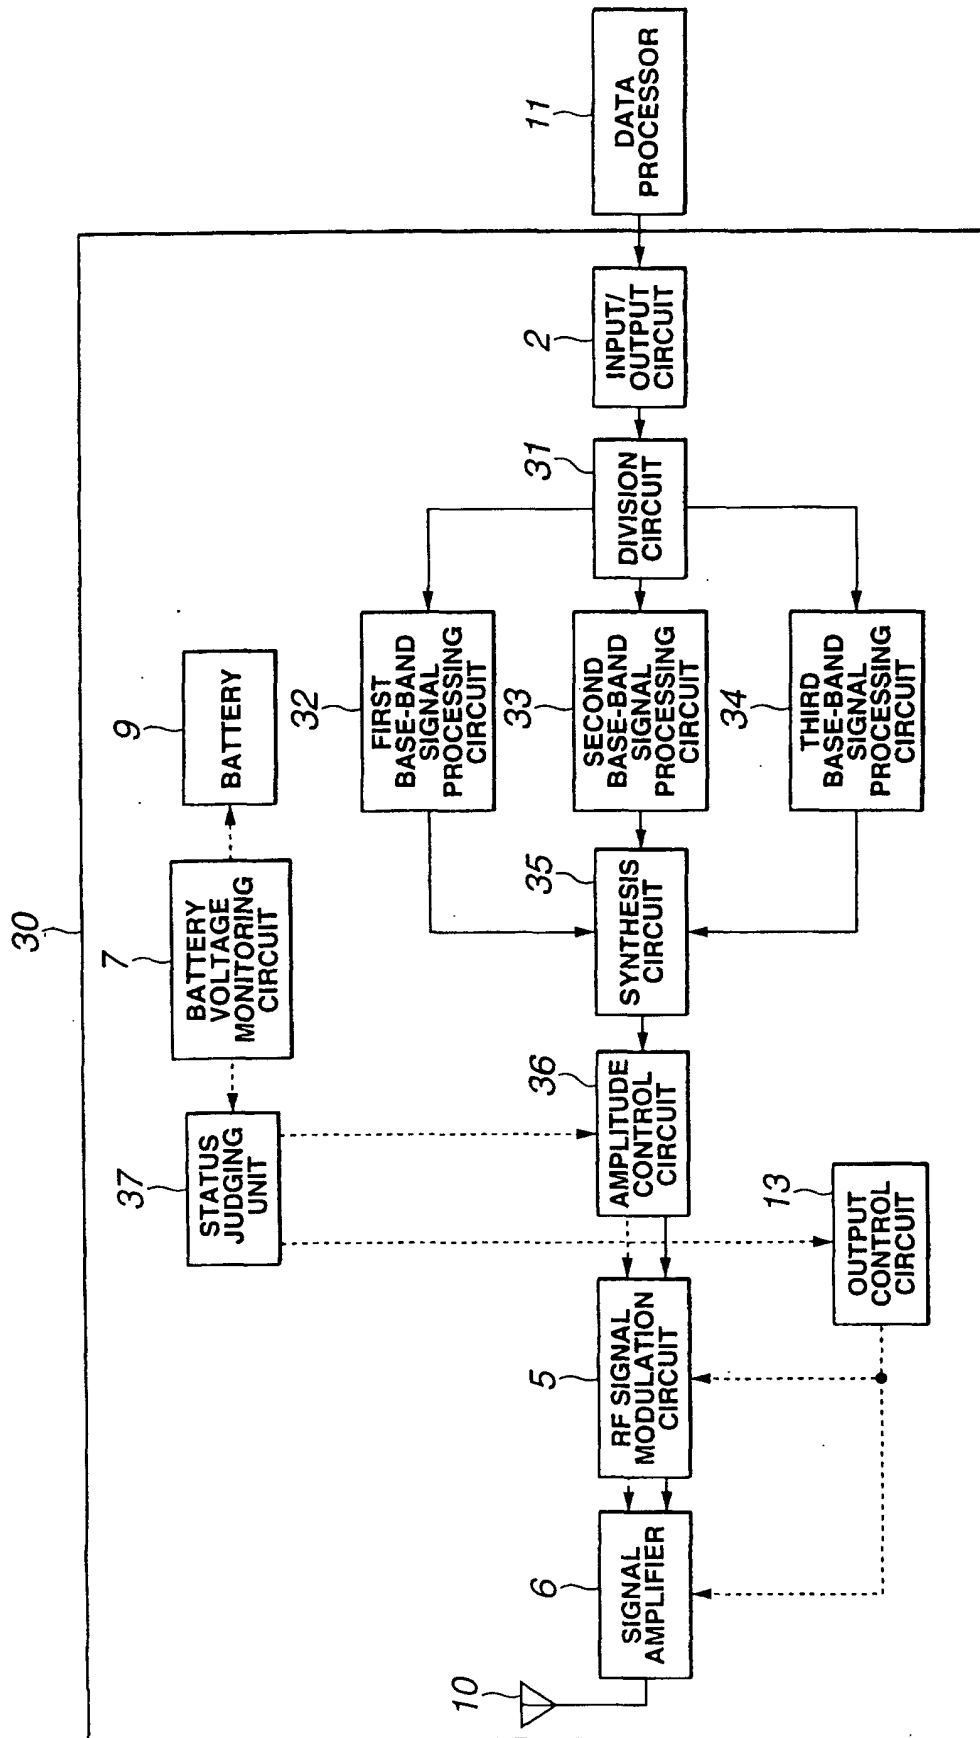 30
10
6
SIGNAL
AMPLIFIER
5
RF SIGNAL
MODULATION
CIRCUIT
13
OUTPUT
CONTROL
CIRCUIT
37
STATUS
JUDGING
UNIT
36
AMPLITUDE
CONTROL
CIRCUIT
7
BATTERY
VOLTAGE
MONITORING
CIRCUIT
35
SYNTHESIS
CIRCUIT
9
BATTERY
32
FIRST
BASE-BAND
SIGNAL
PROCESSING
CIRCUIT
33
SECOND
BASE-BAND
SIGNAL
PROCESSING
CIRCUIT
34
THIRD
BASE-BAND
SIGNAL
PROCESSING
CIRCUIT
31
DIVISION
CIRCUIT
2
INPUT/
OUTPUT
CIRCUIT
11
DATA
PROCESSOR